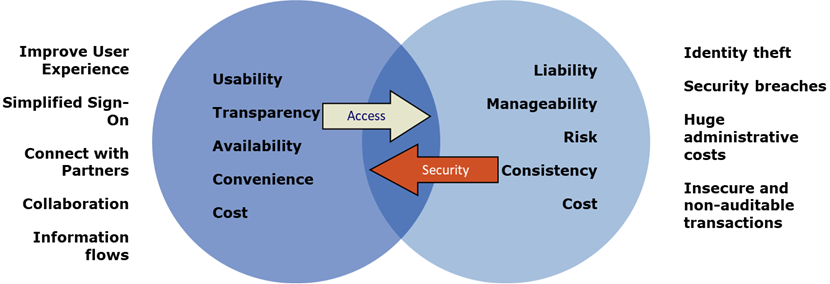 Improve User
Experience
Simplified Sign-
On
Connect with
Partners
Collaboration
Information
flows
Usability
Transparency
Availability
Convenience
Cost
Access
Security
Liability
Manageability
Risk
Consistency
Cost
Identity theft
Security breaches
Huge
administrative
costs
Insecure and
non-auditable
transactions